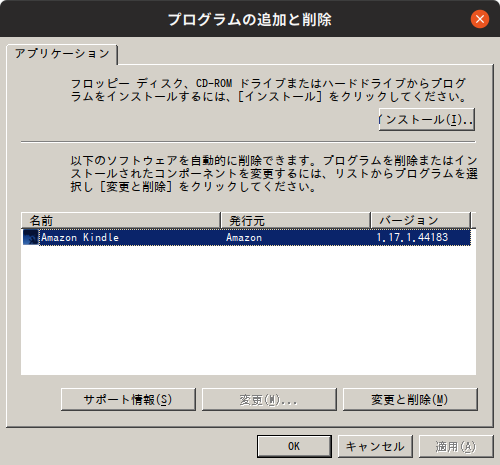 プログラムの追加と削除
アプリケーション
フロッピー ディスク、CD-ROM ドライブまたはハードドライブからプログ
ラムをインストールするには、[インストール] をクリックしてください。
インストール(I)..
以下のソフトウェアを自動的に削除できます。プログラムを削除またはイン
ストールされたコンポーネントを変更するには、リストからプログラムを選
択し [変更と削除] をクリックしてください。
名前 発行元 バージョン
Amazon Kindle Amazon 1.17.1.44183
サポート情報(S) 変更(M)... 変更と削除(M)
OK キャンセル 適用(A)